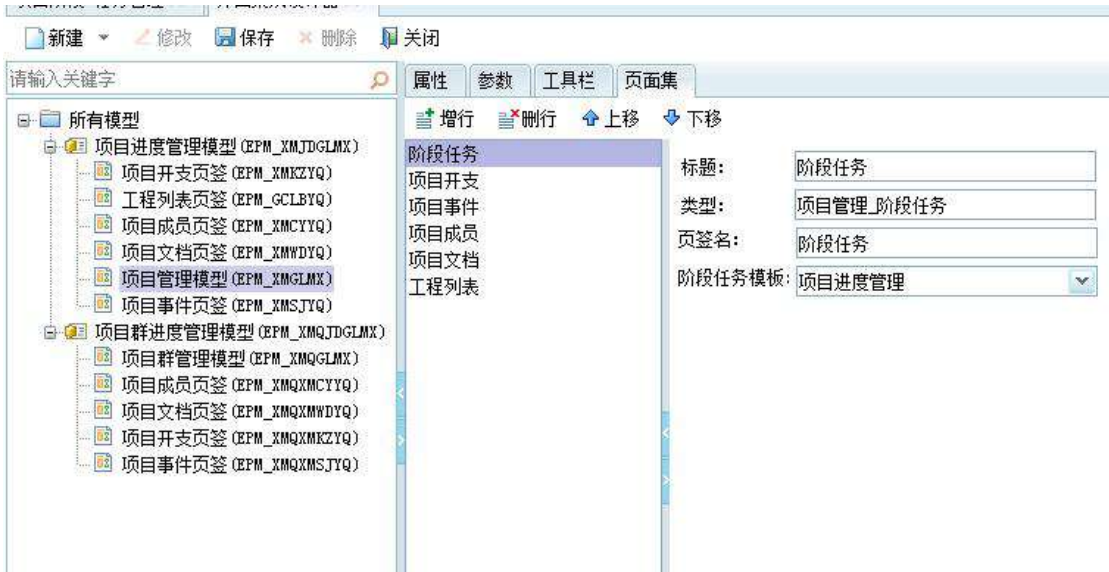 新建 修改 保存 删除 关闭
请输入关键字
属性 参数 工具栏 页面集
所有模型
项目进度管理模型(EPM_XMJDGLMX)
项目开支页签(EPM_XMKZYQ)
工程列表页签(EPM_GCLBYQ)
项目成员页签(EPM_XMCYYQ)
项目文档页签(EPM_XMWDYQ)
项目管理模型(EPM_XMGLMX)
项目事件页签(EPM_XMSJYQ)
项目群进度管理模型(EPM_XMQJDGLMX)
项目群管理模型(EPM_XMQGLMX)
项目成员页签(EPM_XMQXMCYYQ)
项目文档页签(EPM_XMQXMWDYQ)
项目开支页签(EPM_XMQXMKZYQ)
项目事件页签(EPM_XMQXMSJYQ)
增行 删行 上移 下移
阶段任务
项目开支
项目事件
项目成员
项目文档
工程列表
标题: 阶段任务
类型: 项目管理_阶段任务
页签名: 阶段任务
阶段任务模板: 项目进度管理